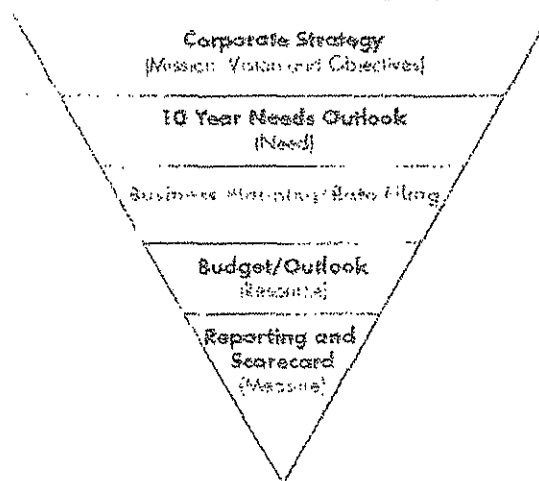 Corporate Strategy
(Mission, Vision and Objectives)
10 Year Needs Outlook
(Need)
Business Planning/Rate Filing
Budget/Outlook
(Resource)
Reporting and
Scorecard
(Measure)